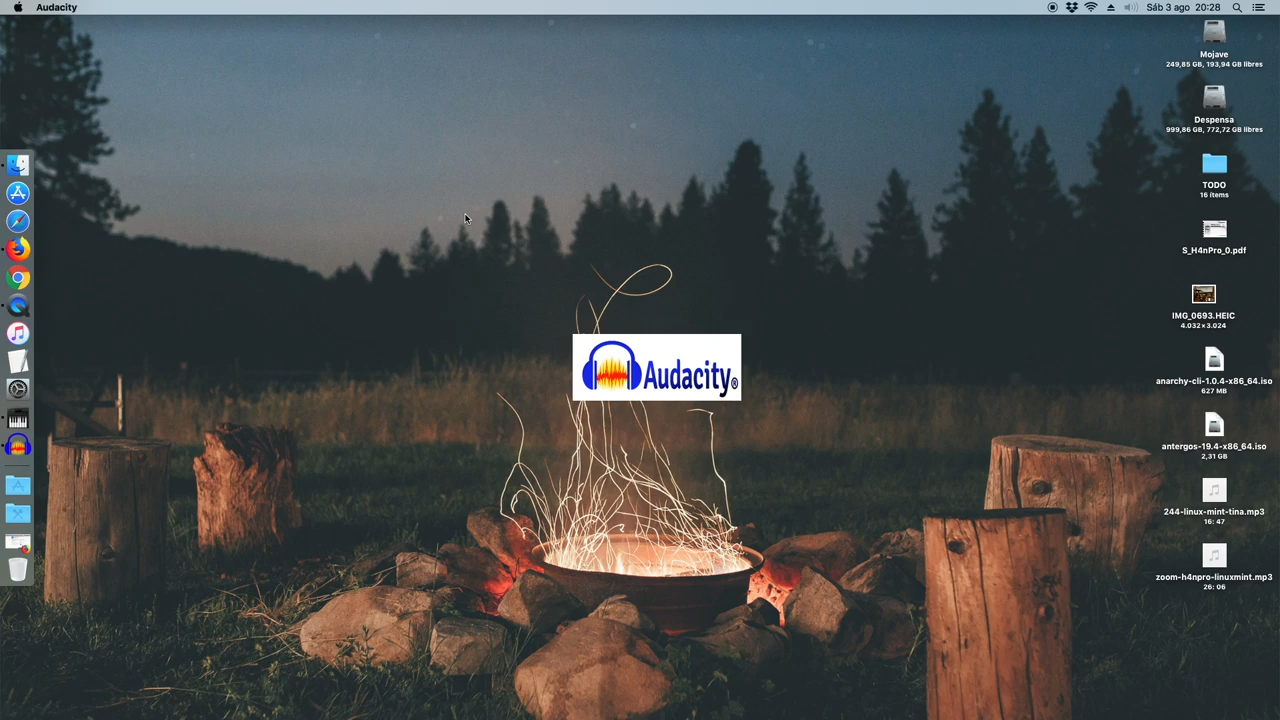 Audacity
Sáb 3 ago 20:28
Mojave
249,85 GB, 193,94 GB libres
Despensa
999,86 GB, 772,72 GB libres
TODO
16 ítems
S_H4nPro_0.pdf
IMG_0693.HEIC
4.032 × 3.024
anarchy-cli-1.0.4-x86_64.iso
627 MB
Audacity®
antergos-19.4-x86_64.iso
2,31 GB
244-linux-mint-tina.mp3
16: 47
zoom-h4npro-linuxmint.mp3
26: 06